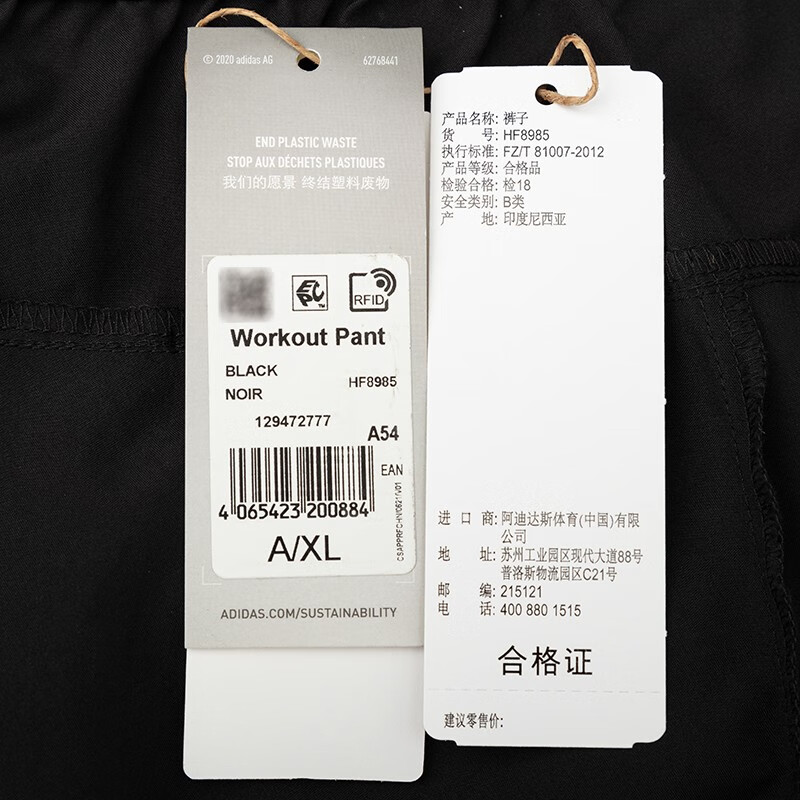 © 2020 adidas AG 62768441
END PLASTIC WASTE
STOP AUX DÉCHETS PLASTIQUES
我们的愿景 终结塑料废物
EPC™
RFID
Workout Pant
BLACK
NOIR
HF8985
129472777
A54
EAN
4 065423 200884
A/XL
ADIDAS.COM/SUSTAINABILITY
产品名称: 裤子
货 号: HF8985
执行标准: FZ/T 81007-2012
产品等级: 合格品
检验合格: 检18
安全类别: B类
产 地: 印度尼西亚
进 口 商: 阿迪达斯体育(中国)有限
公司
地 址: 苏州工业园区现代大道88号
普洛斯物流园区C21号
邮 编: 215121
电 话: 400 880 1515
合格证
建议零售价: